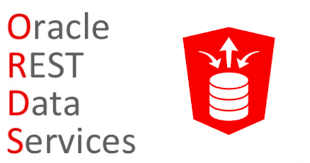 Oracle
REST
Data
Services